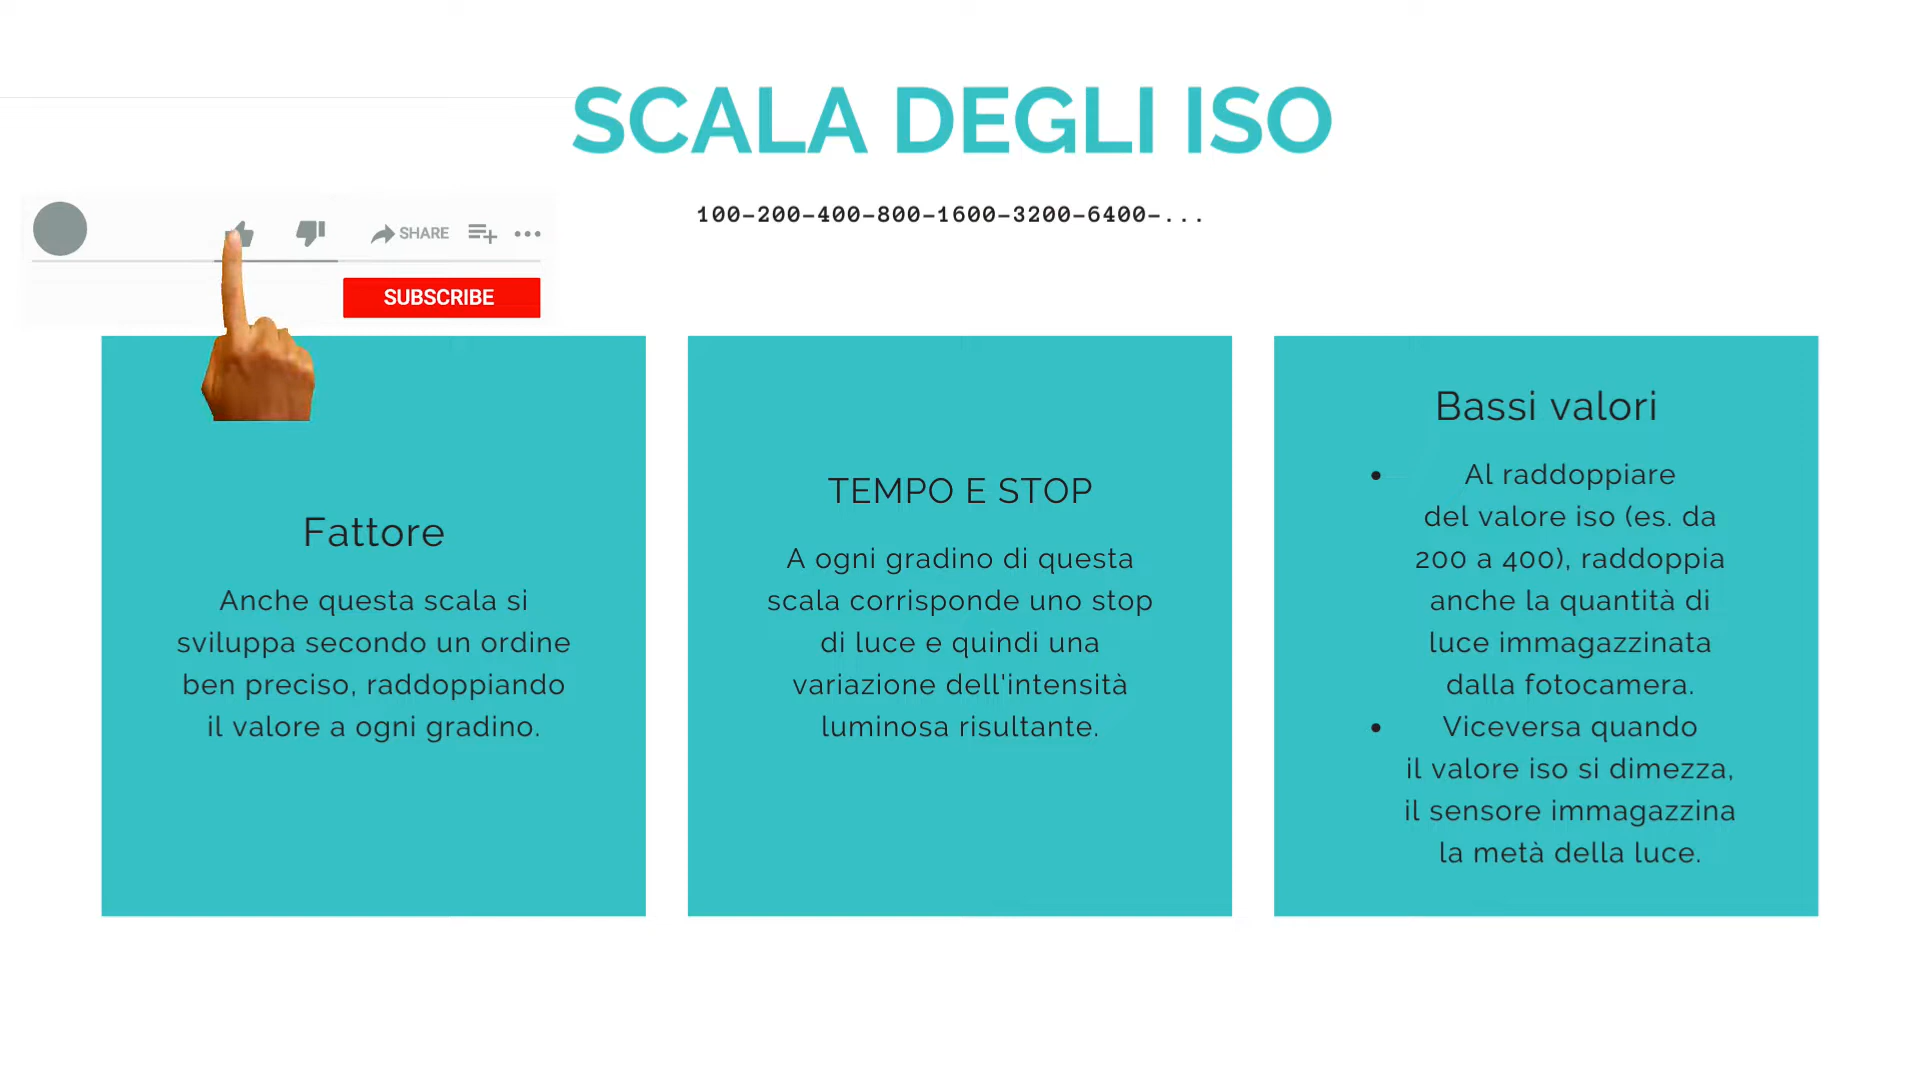 SCALA DEGLI ISO
100-200-400-800-1600-3200-6400-...
SHARE
SUBSCRIBE
Fattore
Anche questa scala si
sviluppa secondo un ordine
ben preciso, raddoppiando
il valore a ogni gradino.
TEMPO E STOP
A ogni gradino di questa
scala corrisponde uno stop
di luce e quindi una
variazione dell'intensità
luminosa risultante.
Bassi valori
• Al raddoppiare
del valore iso (es. da
200 a 400), raddoppia
anche la quantità di
luce immagazzinata
dalla fotocamera.
• Viceversa quando
il valore iso si dimezza,
il sensore immagazzina
la metà della luce.